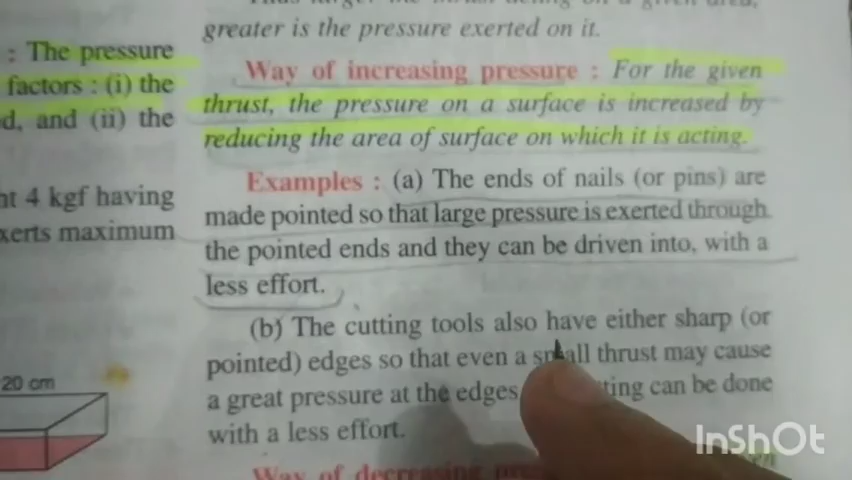 : The pressure
factors : (i) the
d, and (ii) the
ht 4 kgf having
xerts maximum
20 cm
greater is the pressure exerted on it.
Way of increasing pressure : For the given
thrust, the pressure on a surface is increased by
reducing the area of surface on which it is acting.
Examples : (a) The ends of nails (or pins) are
made pointed so that large pressure is exerted through
the pointed ends and they can be driven into, with a
less effort.
(b) The cutting tools also have either sharp (or
pointed) edges so that even a small thrust may cause
a great pressure at the edges ting can be done
with a less effort.
Way of decreasing
InShOt